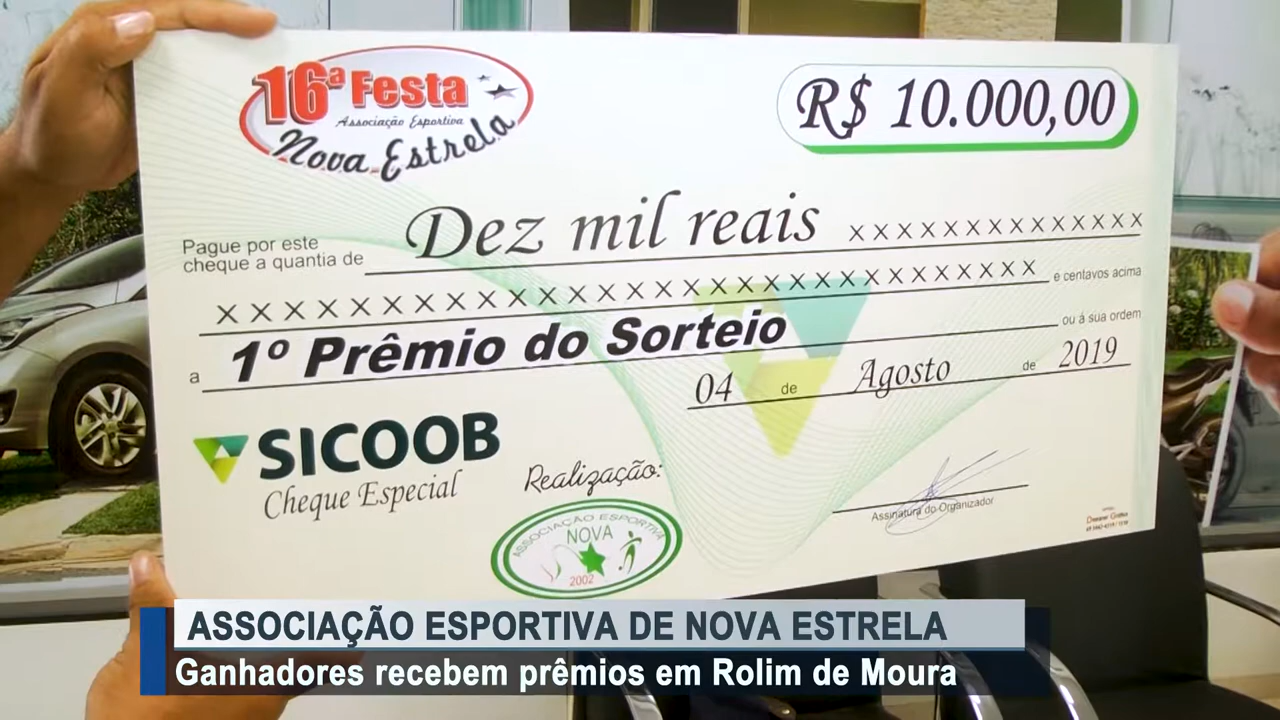 16ª Festa
Associação Esportiva
Nova Estrela
R$ 10.000,00
Pague por este
cheque a quantia de
Dez mil reais xxxxxxxxxxxxxx
xxxxxxxxxxxxxxxxxxxxxxxxxxxx e centavos acima
a 1º Prêmio do Sorteio ou á sua ordem
04 de Agosto de 2019
SICOOB
Cheque Especial
Realização:
ASSOCIAÇÃO ESPORTIVA
NOVA
2002
Assinatura do Organizador
ASSOCIAÇÃO ESPORTIVA DE NOVA ESTRELA
Ganhadores recebem prêmios em Rolim de Moura